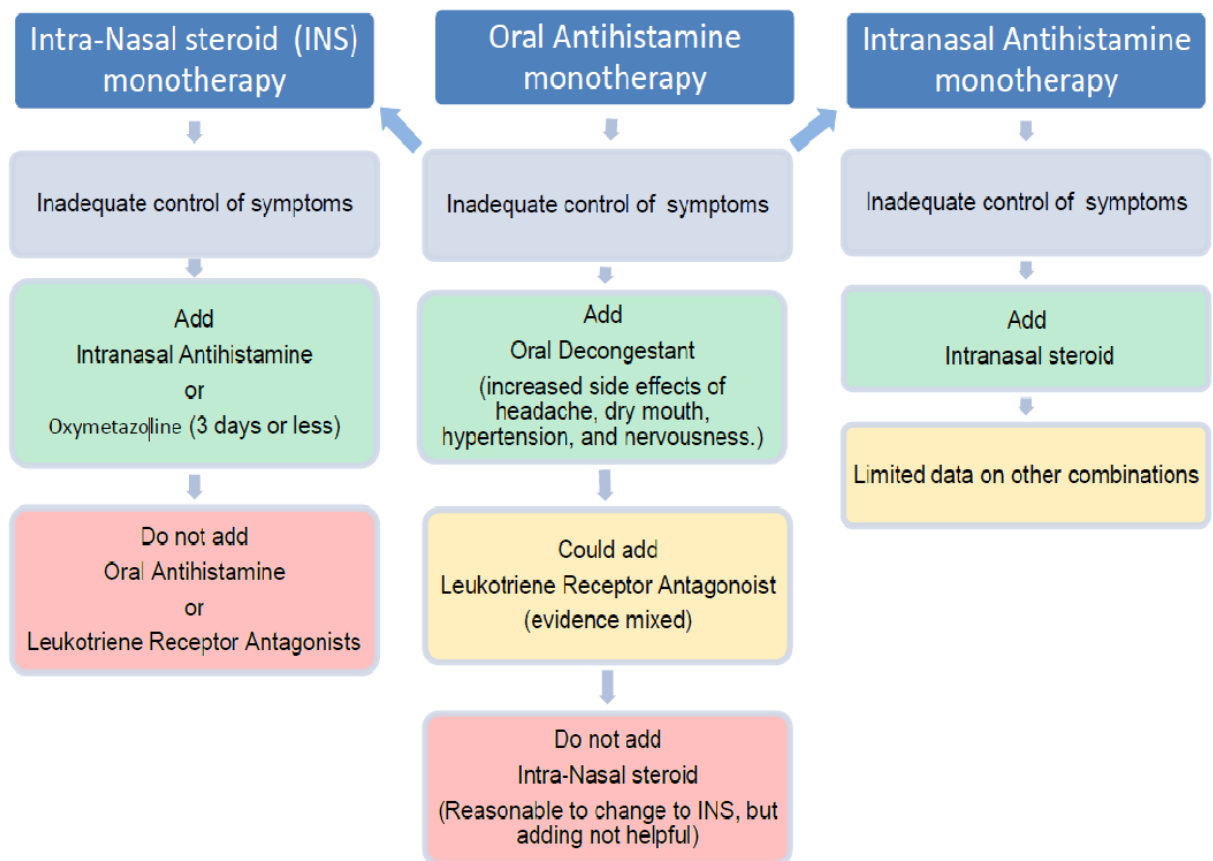 Intra-Nasal steroid (INS)
monotherapy
Inadequate control of symptoms
Add
Intranasal Antihistamine
or
Oxymetazoline (3 days or less)
Do not add
Oral Antihistamine
or
Leukotriene Receptor Antagonists
Oral Antihistamine
monotherapy
Inadequate control of symptoms
Add
Oral Decongestant
(increased side effects of
headache, dry mouth,
hypertension, and nervousness.)
Could add
Leukotriene Receptor Antagonoist
(evidence mixed)
Do not add
Intra-Nasal steroid
(Reasonable to change to INS, but
adding not helpful)
Intranasal Antihistamine
monotherapy
Inadequate control of symptoms
Add
Intranasal steroid
Limited data on other combinations